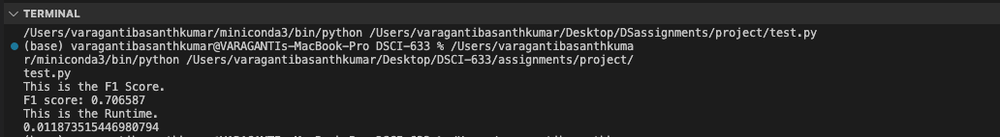 TERMINAL
/Users/varagantibasanthkumar/miniconda3/bin/python /Users/varagantibasanthkumar/Desktop/DSassignments/project/test.py
(base) varagantibasanthkumar@VARAGANTIs-MacBook-Pro DSCI-633 % /Users/varagantibasanthkuma
r/miniconda3/bin/python /Users/varagantibasanthkumar/Desktop/DSCI-633/assignments/project/
test.py
This is the F1 Score.
F1 score: 0.706587
This is the Runtime.
0.011873515446980794